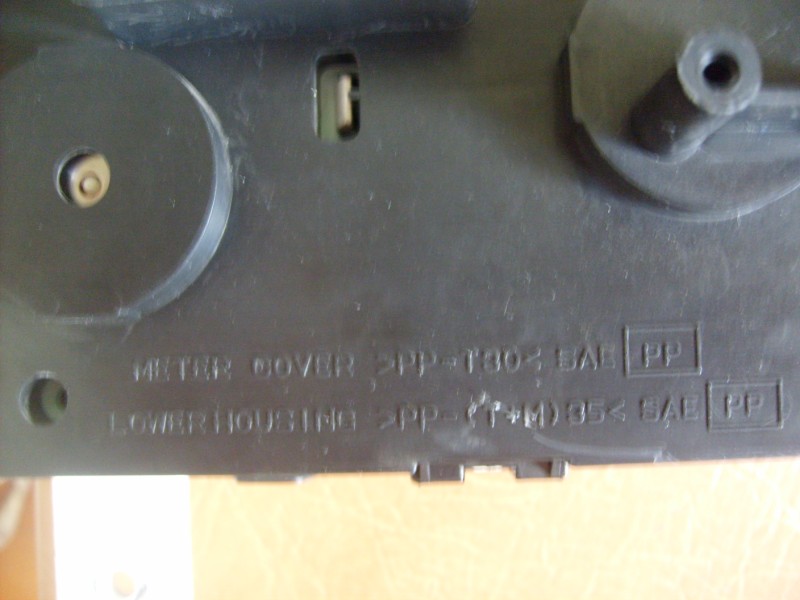 METER COVER >PP-T30< SAE PP
LOWER HOUSING >PP-(T+M)35< SAE PP